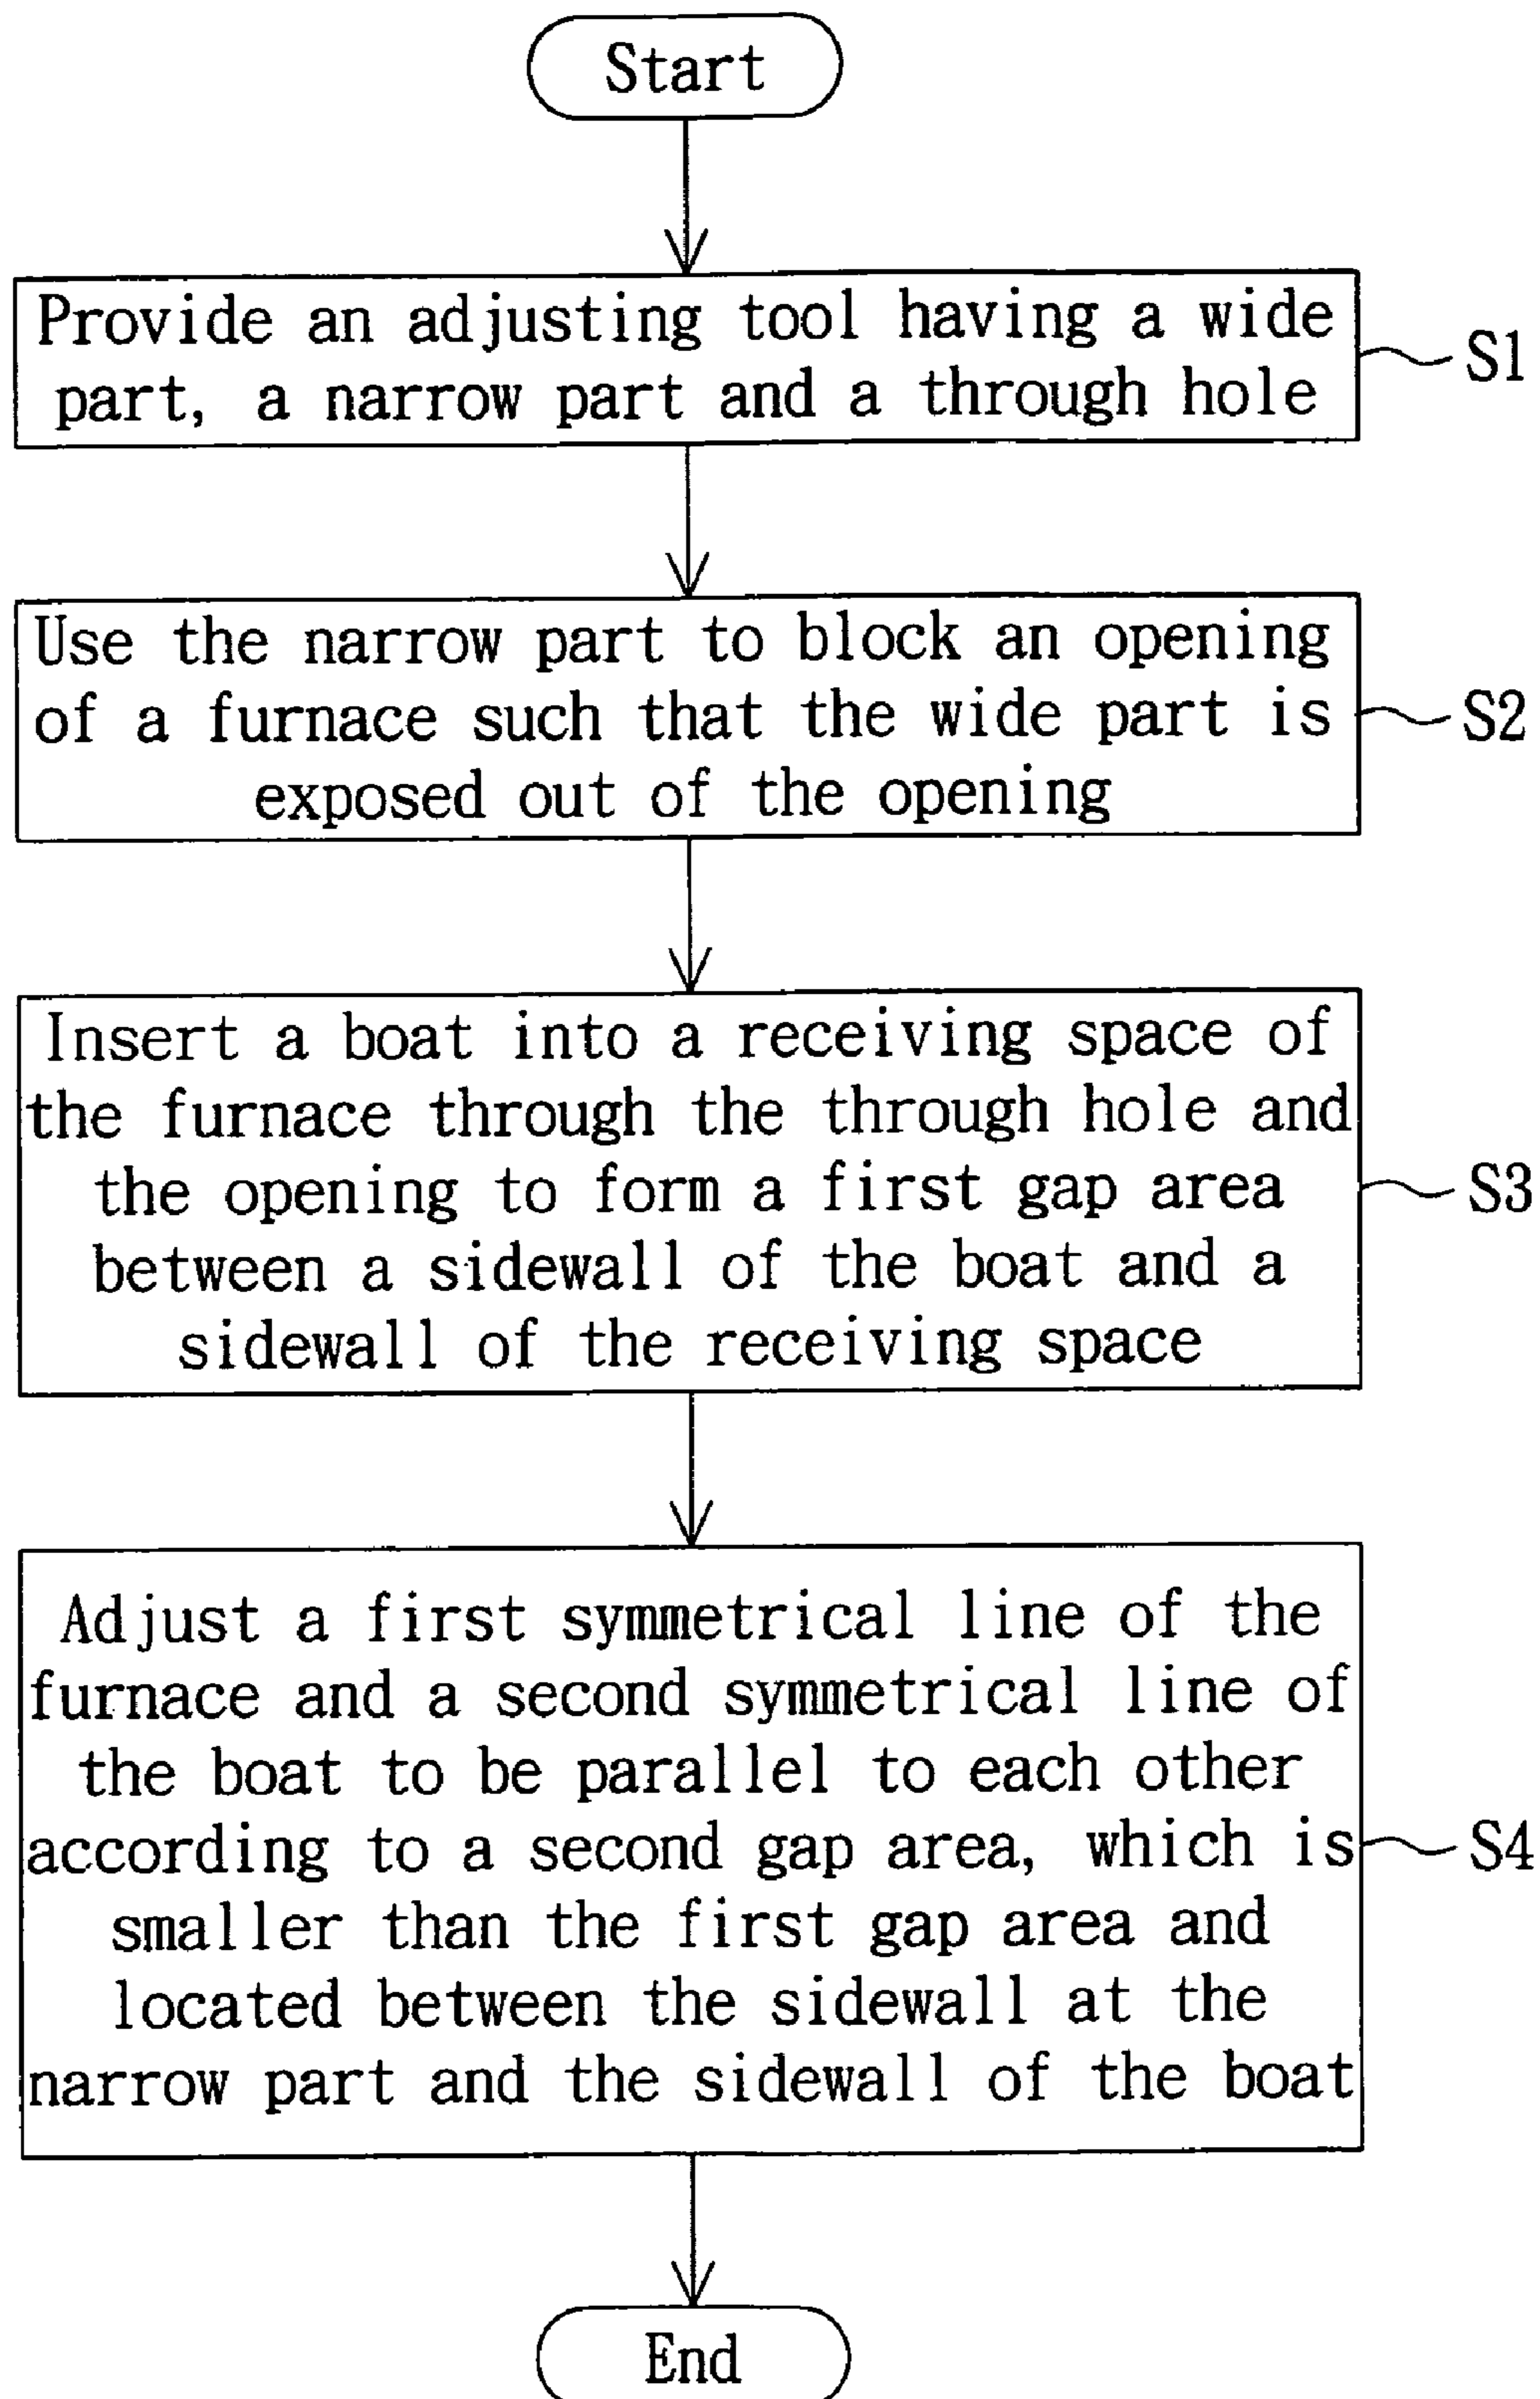 Start
Provide an adjusting tool having a wide
part, a narrow part and a through hole
S1
Use the narrow part to block an opening
of a furnace such that the wide part is
exposed out of the opening
S2
Insert a boat into a receiving space of
the furnace through the through hole and
the opening to form a first gap area
between a sidewall of the boat and a
sidewall of the receiving space
S3
Adjust a first symmetrical line of the
furnace and a second symmetrical line of
the boat to be parallel to each other
according to a second gap area, which is
smaller than the first gap area and
located between the sidewall at the
narrow part and the sidewall of the boat
S4
End